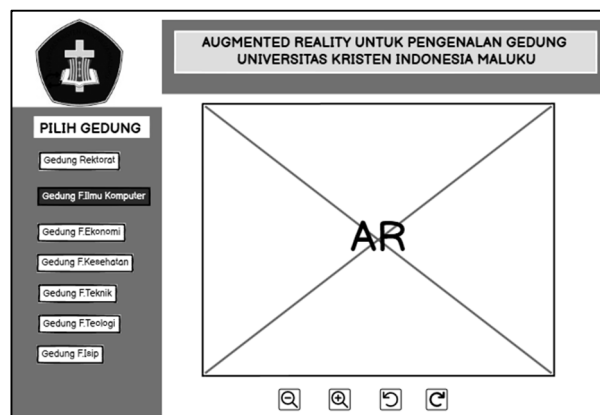 AUGMENTED REALITY UNTUK PENGENALAN GEDUNG
UNIVERSITAS KRISTEN INDONESIA MALUKU
PILIH GEDUNG
Gedung Rektorat
Gedung F.Ilmu Komputer
Gedung F.Ekonomi
Gedung F.Kesehatan
Gedung F.Teknik
Gedung F.Teologi
Gedung F.Isip
AR